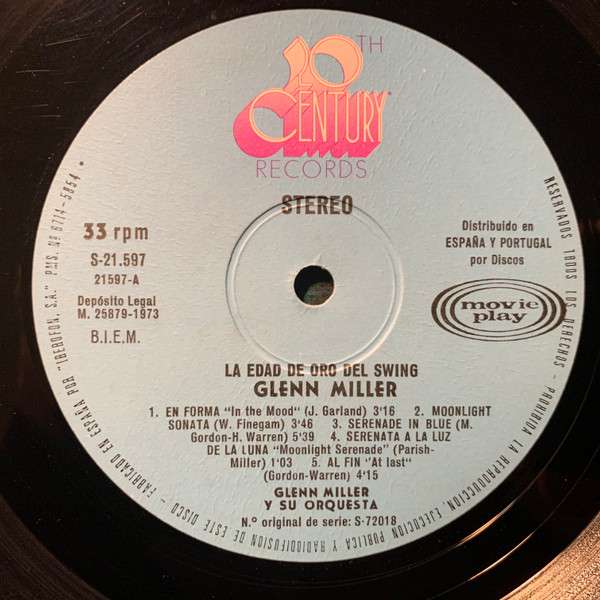 20TH
CENTURY
RECORDS
STEREO
33 rpm
S-21.597
21597-A
Depósito Legal
M. 25879-1973
B.I.E.M.
Distribuido en
ESPAÑA Y PORTUGAL
por Discos
movie
play
LA EDAD DE ORO DEL SWING
GLENN MILLER
1. EN FORMA "In the Mood" (J. Garland) 3'16 2. MOONLIGHT
SONATA (W. Finegam) 3'46 3. SERENADE IN BLUE (M.
Gordon-H. Warren) 5'39 4. SERENATA A LA LUZ
DE LA LUNA "Moonlight Serenade" (Parish-
Miller) 1'03 5. AL FIN "At last"
(Gordon-Warren) 4'15
GLENN MILLER
Y SU ORQUESTA
N.º original de serie: S-72018
RESERVADOS TODOS LOS DERECHOS - PROHIBIDA LA REPRODUCCION, EJECUCION PUBLICA Y RADIODIFUSION DE ESTE DISCO - FABRICADO EN ESPAÑA POR "IBEROFON, S.A." PMS. Nº 6714-5854